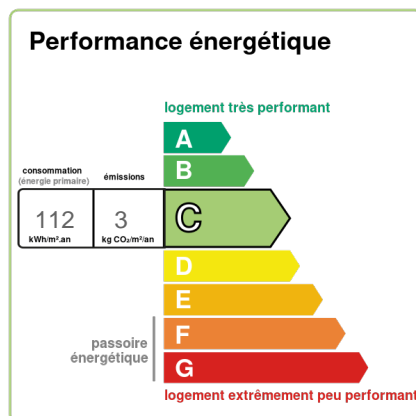 Performance énergétique
logement très performant
A
B
consommation
(énergie primaire)
émissions
112
3
kWh/m².an
kg CO₂/m²/an
C
D
E
F
G
passoire
énergétique
logement extrêmement peu performant